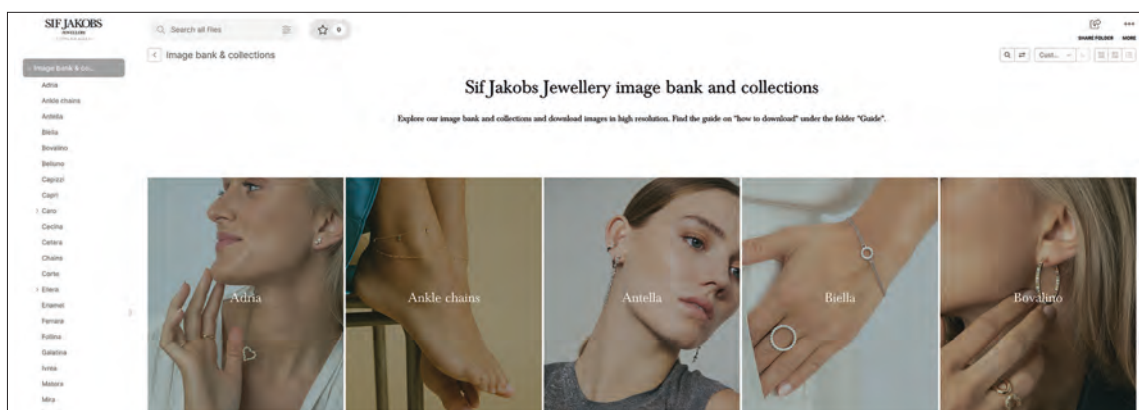 SIF JAKOBS
JEWELLERY
Search all files
0
SHARE FOLDER
MORE
Image bank & collections
Cust...
Image bank & co...
Adria
Ankle chains
Antella
Biella
Bovalino
Belluno
Capizzi
Capri
Caro
Cecina
Cetara
Chains
Corte
Ellera
Enamel
Ferrara
Follina
Galatina
Ivrea
Matera
Mira
Sif Jakobs Jewellery image bank and collections
Explore our image bank and collections and download images in high resolution. Find the guide on "how to download" under the folder "Guide".
Adria
Ankle chains
Antella
Biella
Bovalino